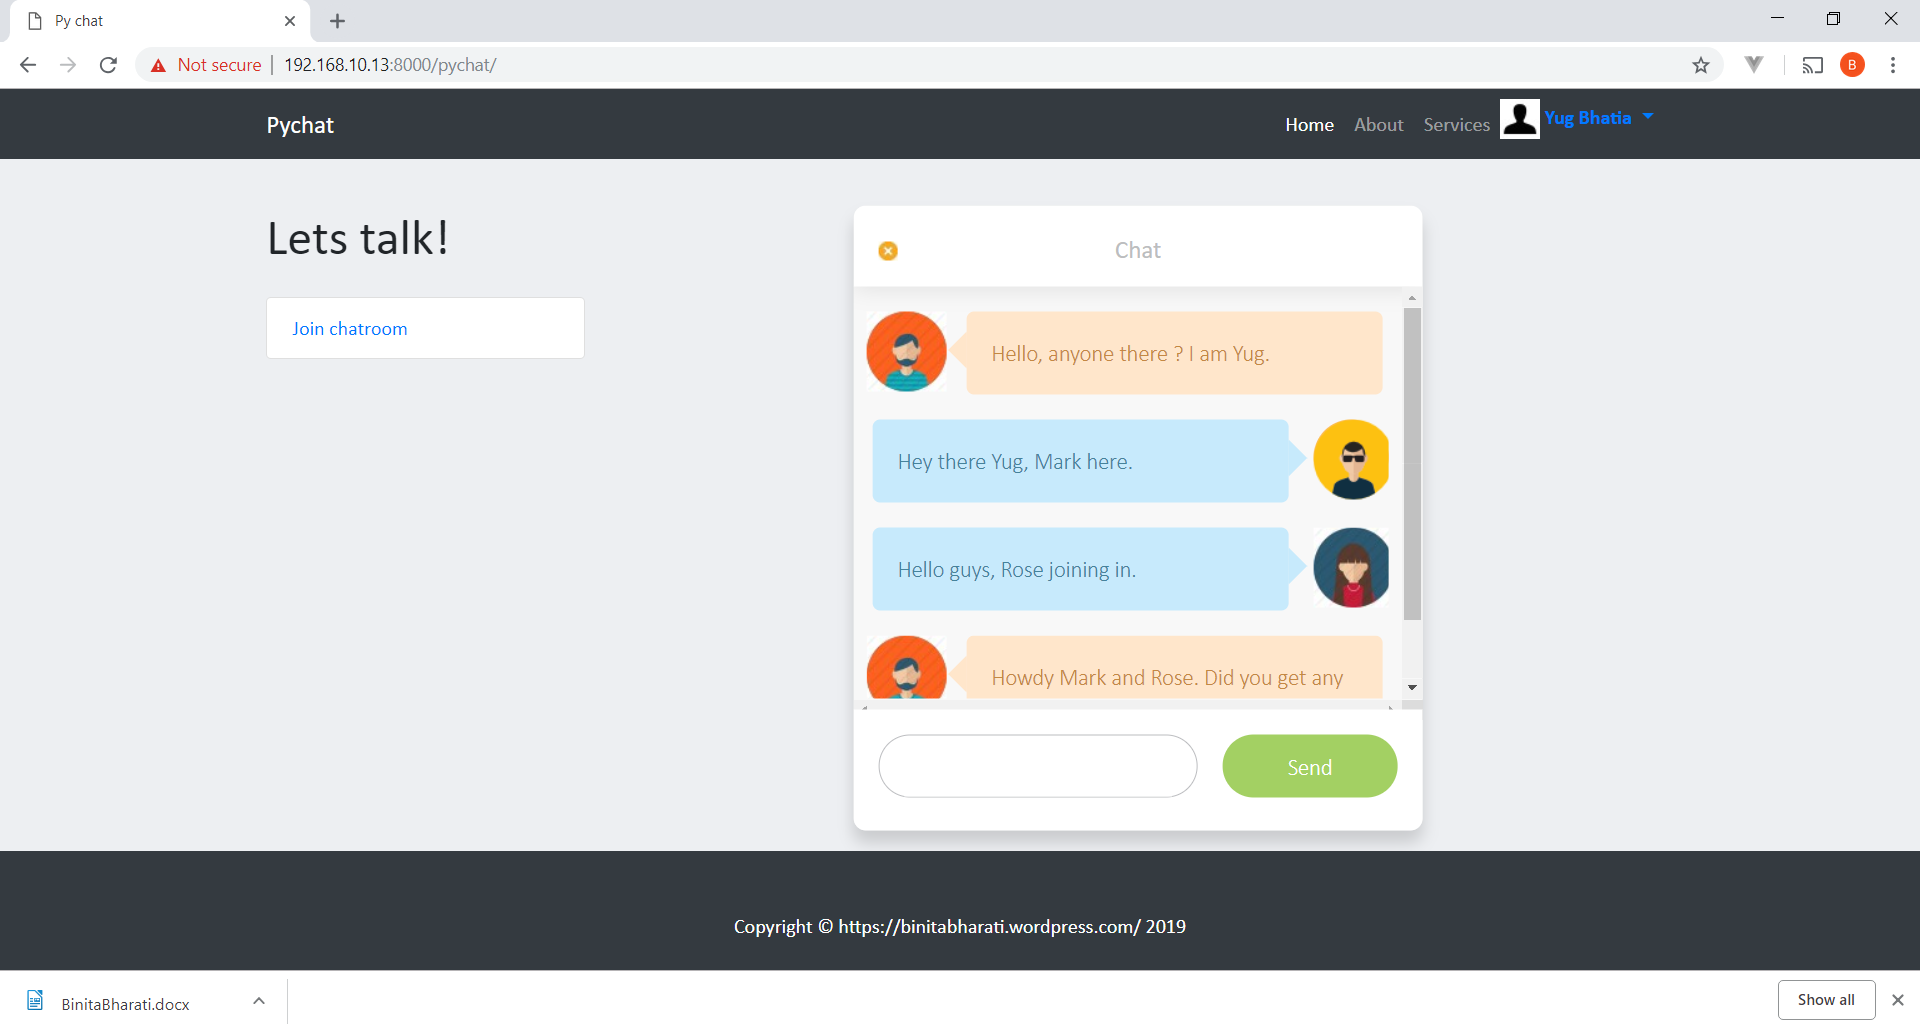 Py chat
Not secure | 192.168.10.13:8000/pychat/
B
Pychat
Home About Services Yug Bhatia
Lets talk!
Join chatroom
Chat
Hello, anyone there ? I am Yug.
Hey there Yug, Mark here.
Hello guys, Rose joining in.
Howdy Mark and Rose. Did you get any
Send
Copyright © https://binitabharati.wordpress.com/ 2019
BinitaBharati.docx
Show all